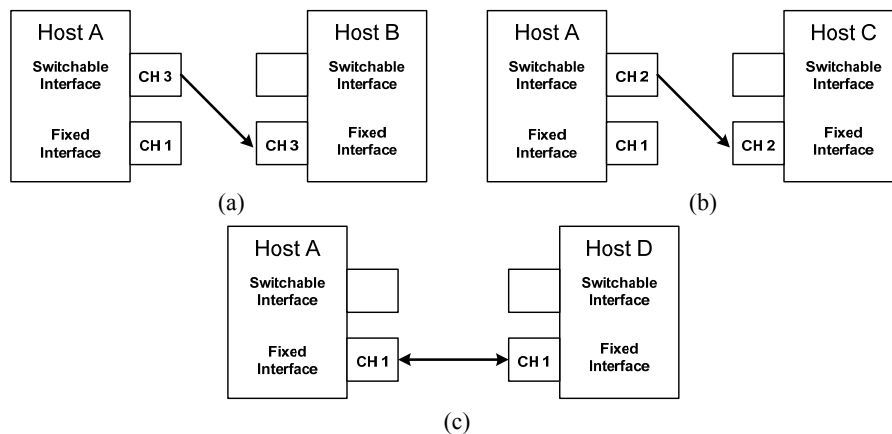 Host A
Switchable
Interface
CH 3
Fixed
Interface
CH 1
Host B
Switchable
Interface
CH 3
Fixed
Interface
(a)
Host A
Switchable
Interface
CH 2
Fixed
Interface
CH 1
Host C
Switchable
Interface
CH 2
Fixed
Interface
(b)
Host A
Switchable
Interface
Fixed
Interface
CH 1
Host D
Switchable
Interface
CH 1
Fixed
Interface
(c)